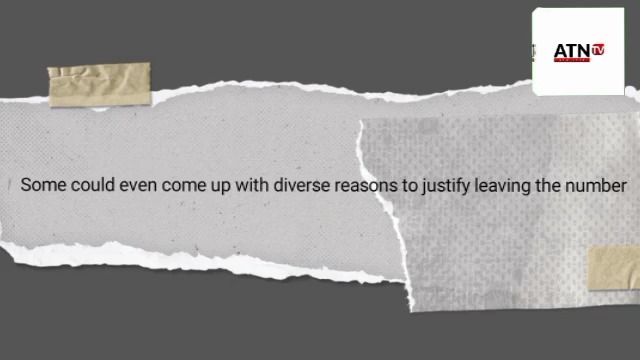 ATN TV
Some could even come up with diverse reasons to justify leaving the number